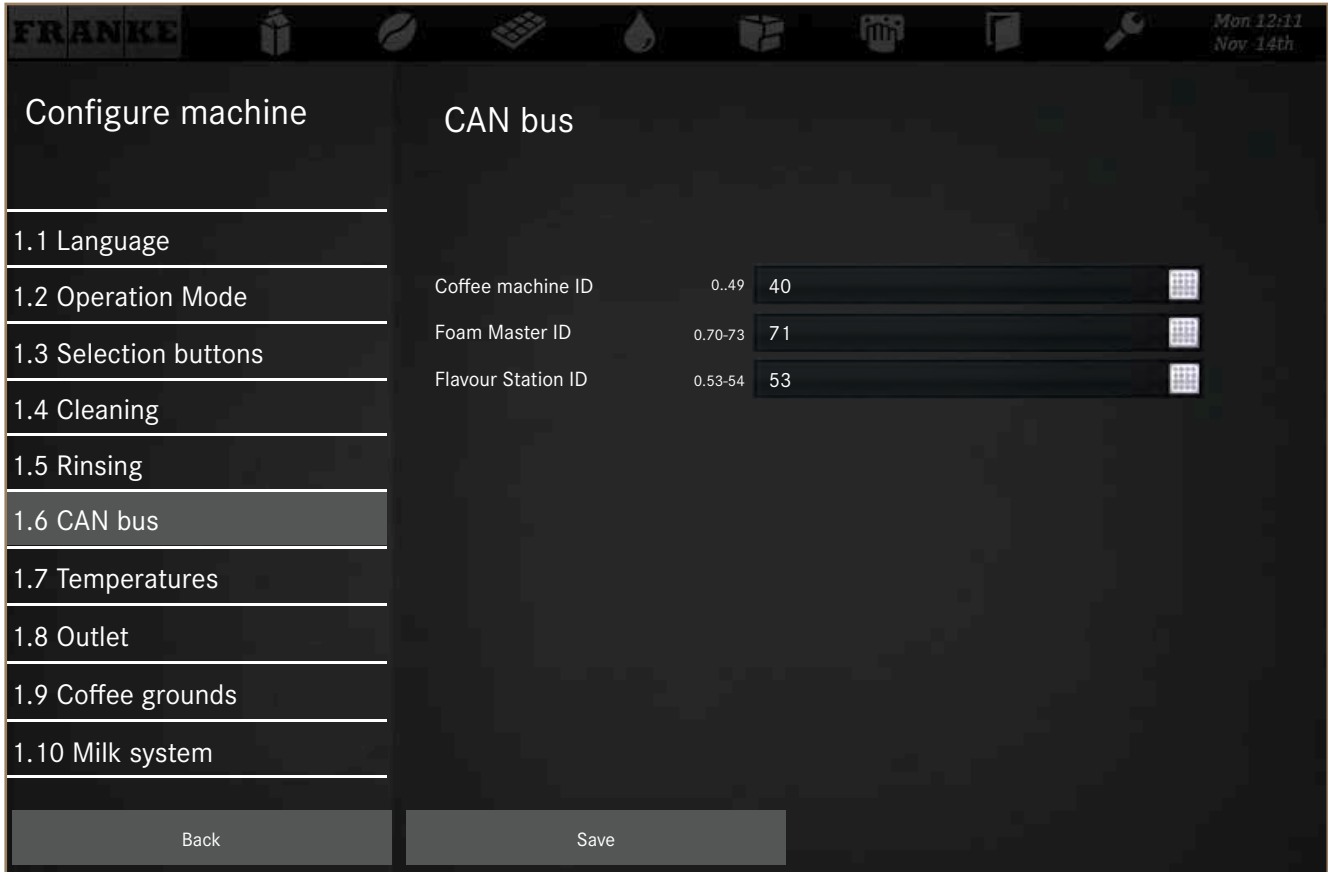 FRANKE
Mon 12:11
Nov 14th
Configure machine
1.1 Language
1.2 Operation Mode
1.3 Selection buttons
1.4 Cleaning
1.5 Rinsing
1.6 CAN bus
1.7 Temperatures
1.8 Outlet
1.9 Coffee grounds
1.10 Milk system
Back
CAN bus
Coffee machine ID 0..49 40
Foam Master ID 0.70-73 71
Flavour Station ID 0.53-54 53
Save